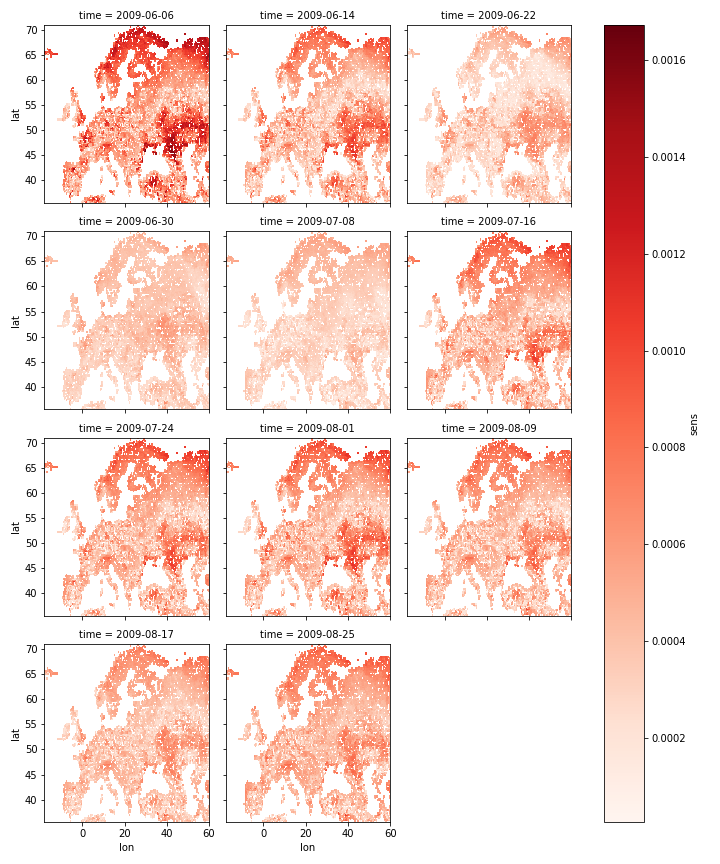 time = 2009-06-06
time = 2009-06-14
time = 2009-06-22
70
65
60
55
50
45
40
lat
time = 2009-06-30
time = 2009-07-08
time = 2009-07-16
70
65
60
55
50
45
40
lat
time = 2009-07-24
time = 2009-08-01
time = 2009-08-09
70
65
60
55
50
45
40
lat
time = 2009-08-17
time = 2009-08-25
70
65
60
55
50
45
40
lat
0 20 40 60
lon
0 20 40 60
lon
0.0016
0.0014
0.0012
0.0010
0.0008
0.0006
0.0004
0.0002
sens